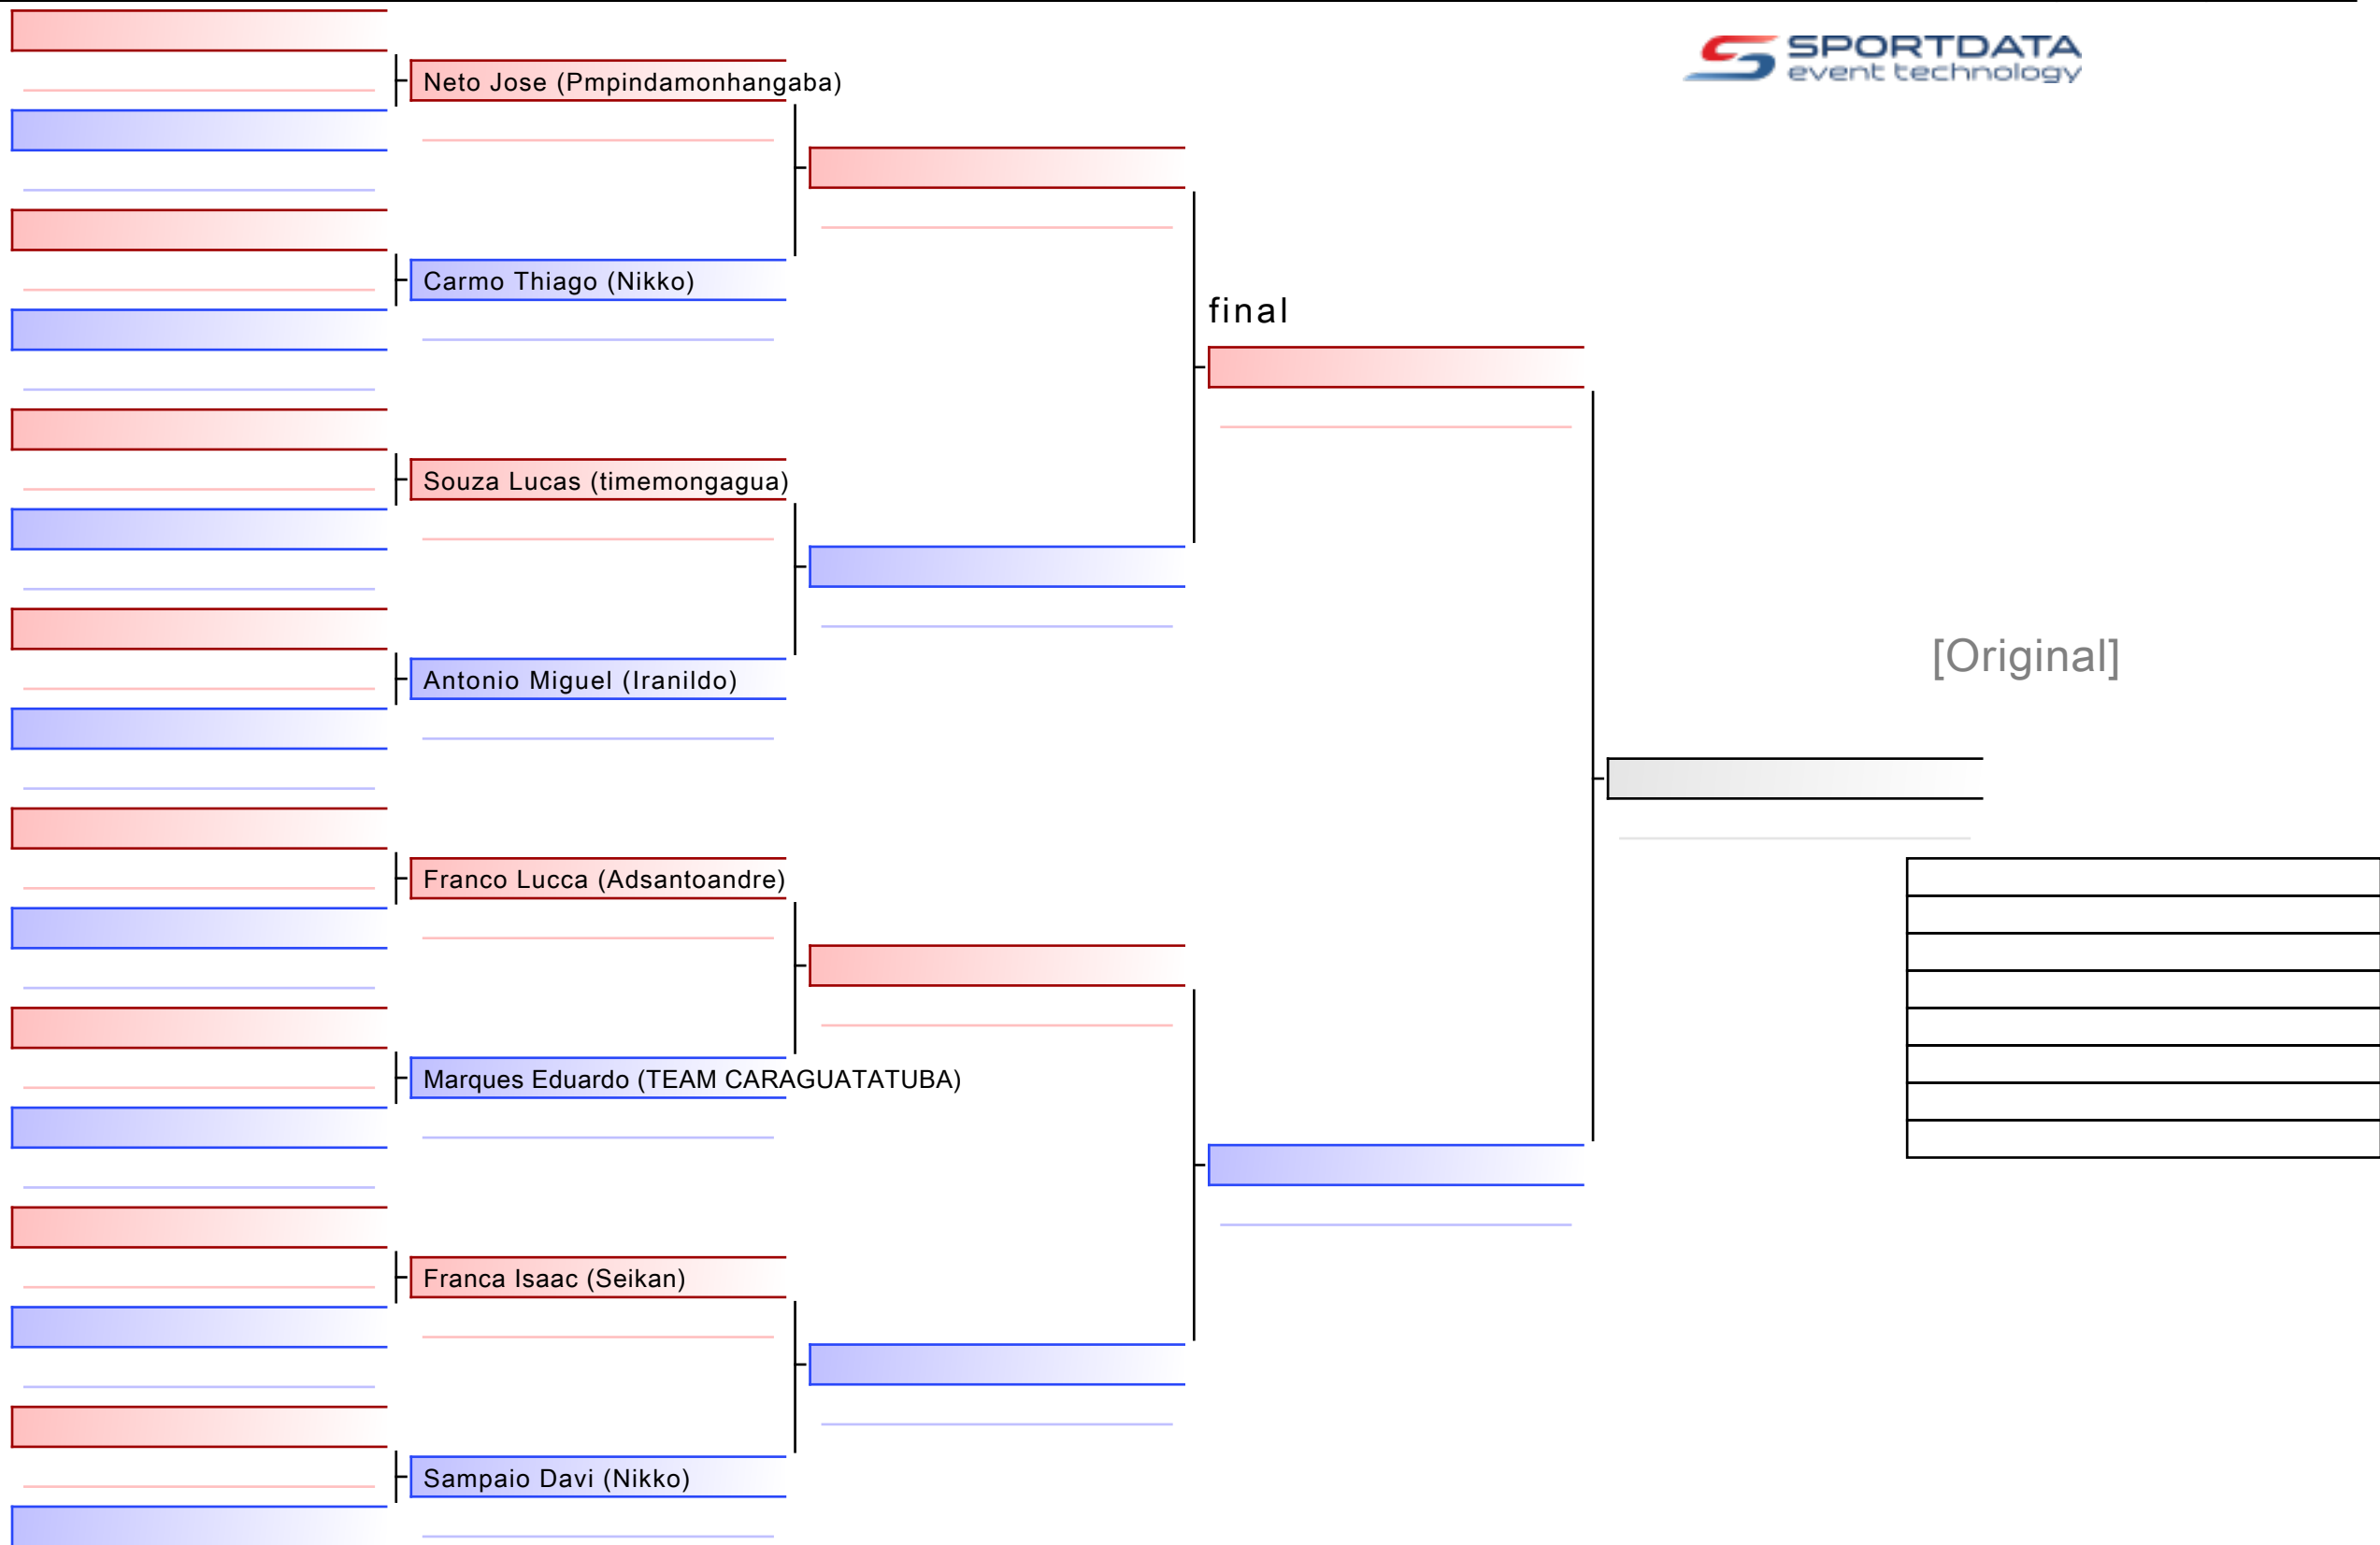 SPORTDATA
event technology
Neto Jose (Pmpindamonhangaba)
Carmo Thiago (Nikko)
final
Souza Lucas (timemongagua)
[Original]
Antonio Miguel (Iranildo)
Franco Lucca (Adsantoandre)
Marques Eduardo (TEAM CARAGUATATUBA)
Franca Isaac (Seikan)
Sampaio Davi (Nikko)